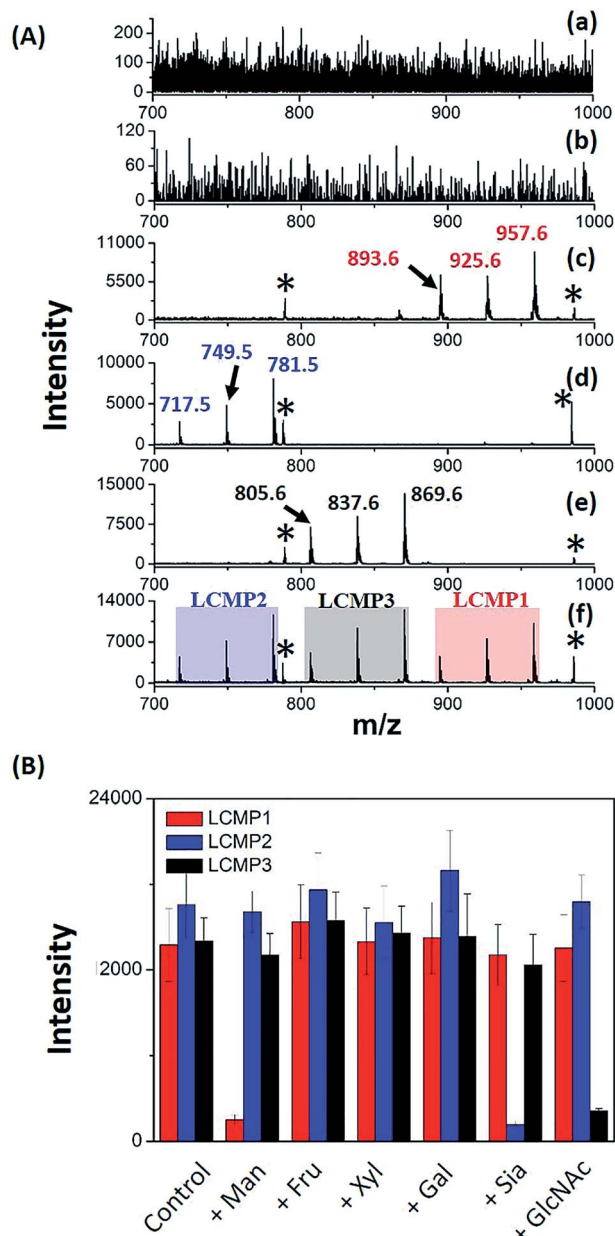 (A)
Intensity
(a)
200
100
0
700 800 900 1000
(b)
120
60
0
700 800 900 1000
(c)
11000
5500
0
893.6 925.6 957.6
* *
700 800 900 1000
(d)
10000
5000
0
717.5 749.5 781.5
* *
700 800 900 1000
(e)
15000
7500
0
805.6 837.6 869.6
* *
700 800 900 1000
(f)
14000
7000
0
LCMP2 LCMP3 LCMP1
* *
700 800 900 1000
m/z
(B)
Intensity
24000
2000
0
LCMP1
LCMP2
LCMP3
Control + Man + Fru + Xyl + Gal + Sia + GlcNAc